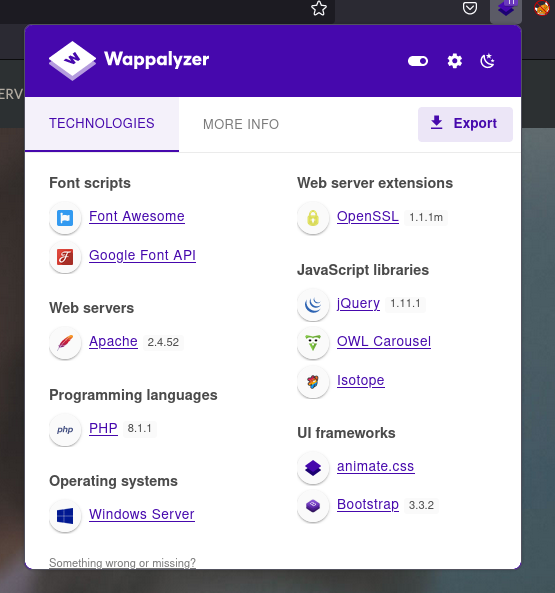 ERV
Wappalyzer
TECHNOLOGIES
MORE INFO
Export
Font scripts
Font Awesome
Google Font API
Web servers
Apache 2.4.52
Programming languages
php PHP 8.1.1
Operating systems
Windows Server
Something wrong or missing?
Web server extensions
OpenSSL 1.1.1m
JavaScript libraries
jQuery 1.11.1
OWL Carousel
Isotope
UI frameworks
animate.css
Bootstrap 3.3.2